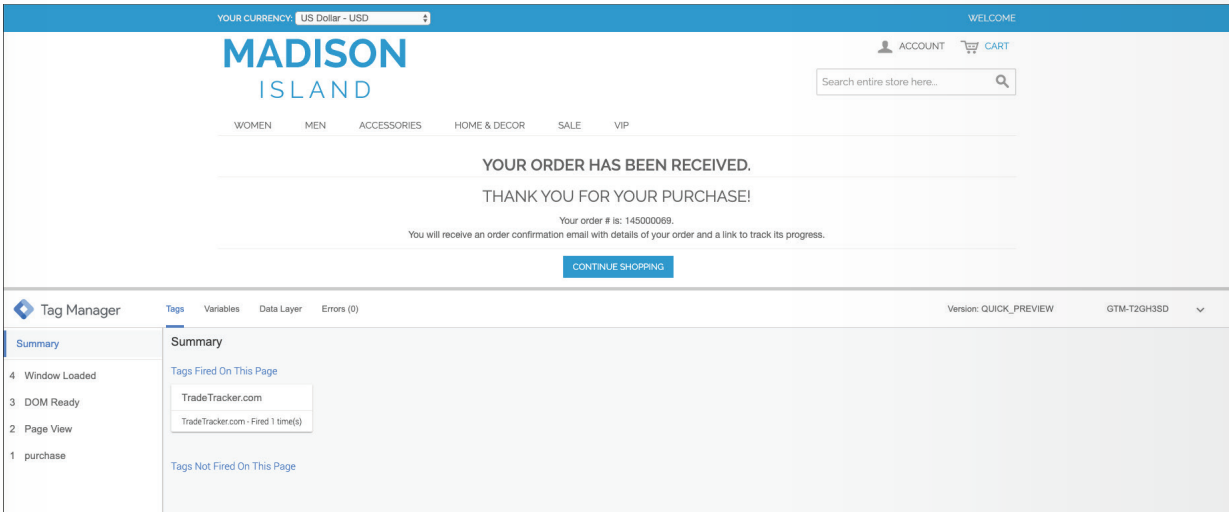 YOUR CURRENCY: US Dollar - USD WELCOME
MADISON
ISLAND
ACCOUNT CART
Search entire store here...
WOMEN MEN ACCESSORIES HOME & DECOR SALE VIP
YOUR ORDER HAS BEEN RECEIVED.
THANK YOU FOR YOUR PURCHASE!
Your order # is: 145000069.
You will receive an order confirmation email with details of your order and a link to track its progress.
CONTINUE SHOPPING
Tag Manager Tags Variables Data Layer Errors (0) Version: QUICK_PREVIEW GTM-T2GH3SD
Summary
4 Window Loaded
3 DOM Ready
2 Page View
1 purchase
Summary
Tags Fired On This Page
TradeTracker.com
TradeTracker.com - Fired 1 time(s)
Tags Not Fired On This Page